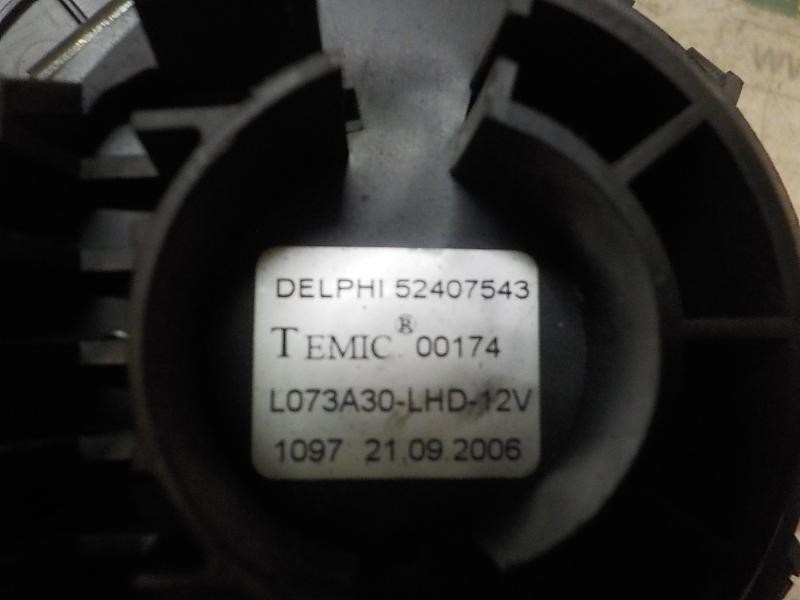 DELPHI 52407543
TEMIC® 00174
L073A30-LHD-12V
1097 21.09.2006